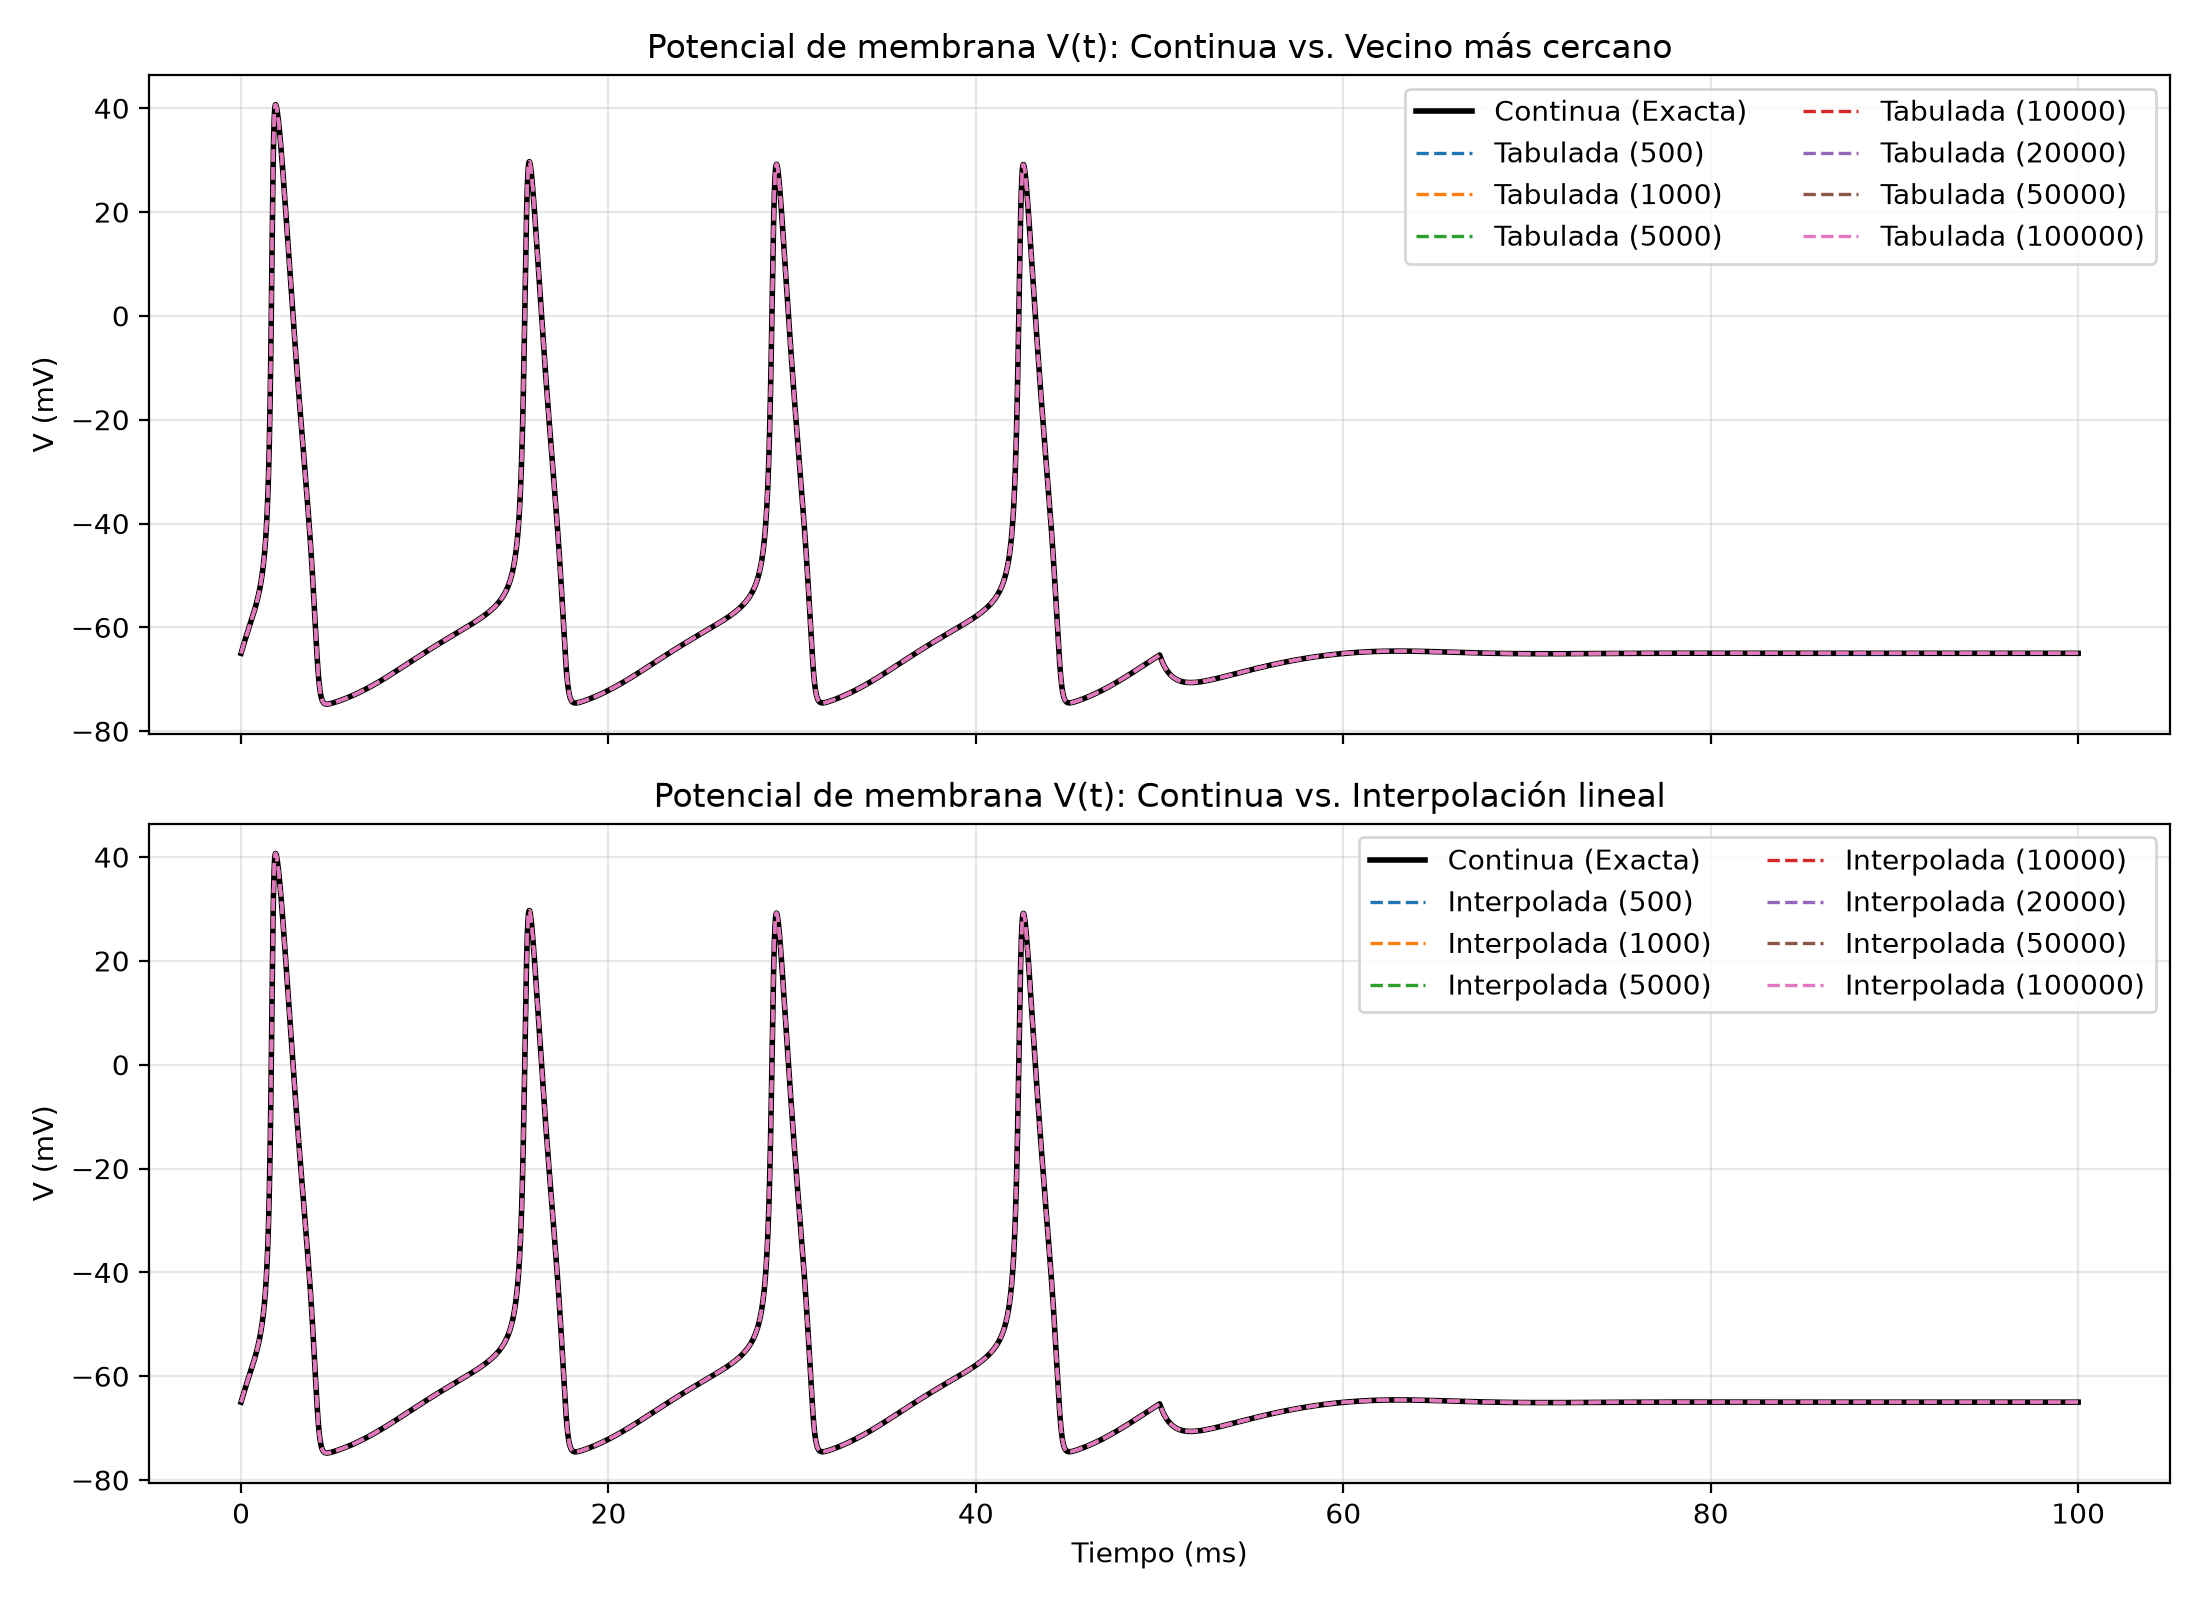 Potencial de membrana V(t): Continua vs. Vecino más cercano
V (mV)
40
20
0
−20
−40
−60
−80
Continua (Exacta)
Tabulada (500)
Tabulada (1000)
Tabulada (5000)
Tabulada (10000)
Tabulada (20000)
Tabulada (50000)
Tabulada (100000)
Potencial de membrana V(t): Continua vs. Interpolación lineal
V (mV)
40
20
0
−20
−40
−60
−80
Continua (Exacta)
Interpolada (500)
Interpolada (1000)
Interpolada (5000)
Interpolada (10000)
Interpolada (20000)
Interpolada (50000)
Interpolada (100000)
0 20 40 60 80 100
Tiempo (ms)